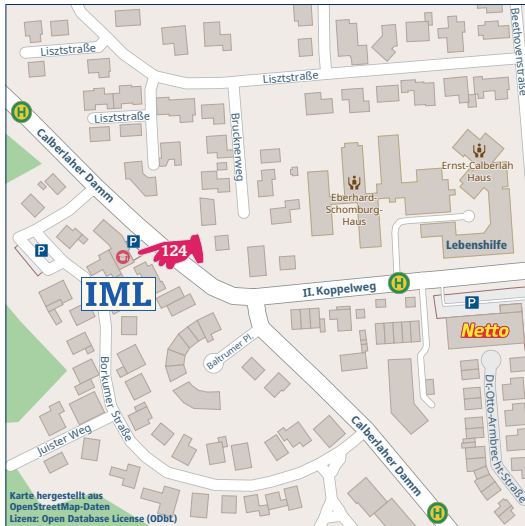 Lisztstraße
Beethovenstraße
Lisztstraße
H
Lisztstraße
Brucknerweg
Calberlaher Damm
Ernst-Calberlah
Haus
Eberhard-
Schomburg-
Haus
P
P
124
Lebenshilfe
IML
II. Koppelweg
H
P
Netto
Baltrumer Pl.
Borkumer Straße
Dr.-Otto-Armbrecht-Straße
Juister Weg
Calberlaher Damm
Karte hergestellt aus
OpenStreetMap-Daten
Lizenz: Open Database License (ODbL)
H